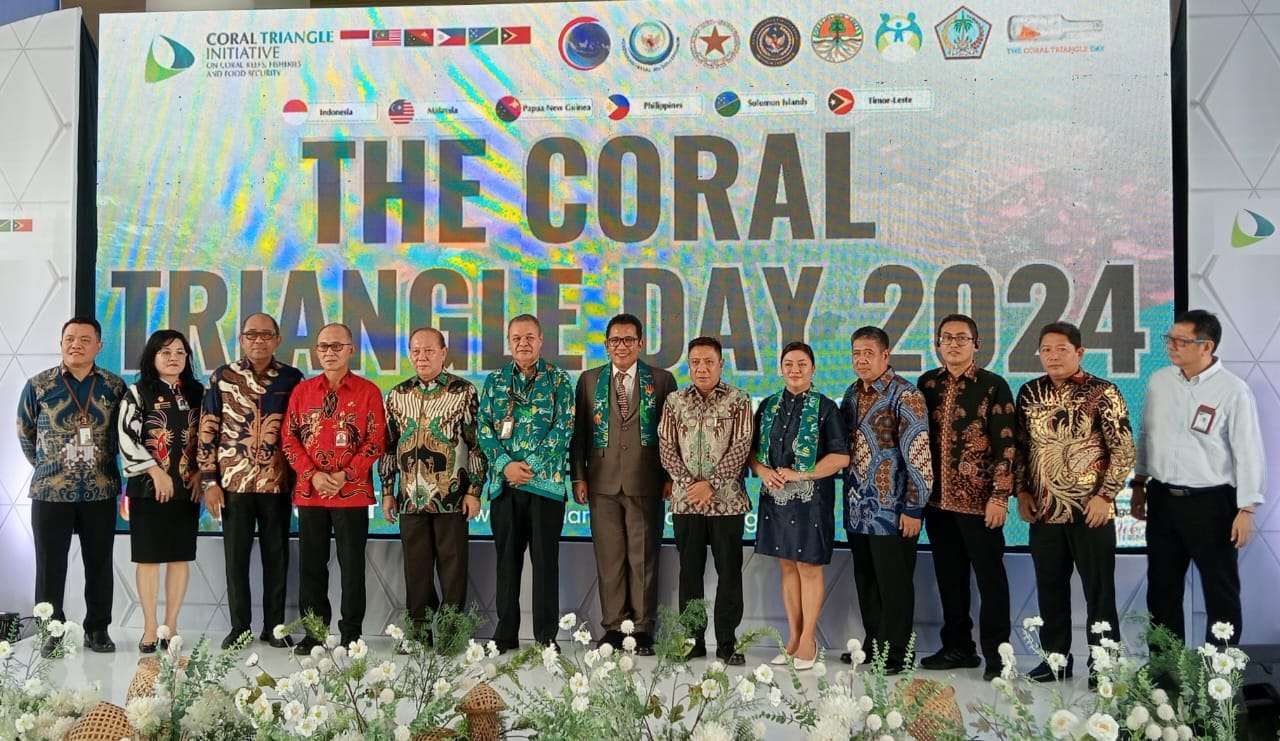 CORAL TRIANGLE
INITIATIVE
ON CORAL REEFS, FISHERIES
AND FOOD SECURITY
THE CORAL TRIANGLE DAY
Indonesia
Malaysia
Papua New Guinea
Philippines
Solomon Islands
Timor-Leste
THE CORAL
TRIANGLE DAY 2024